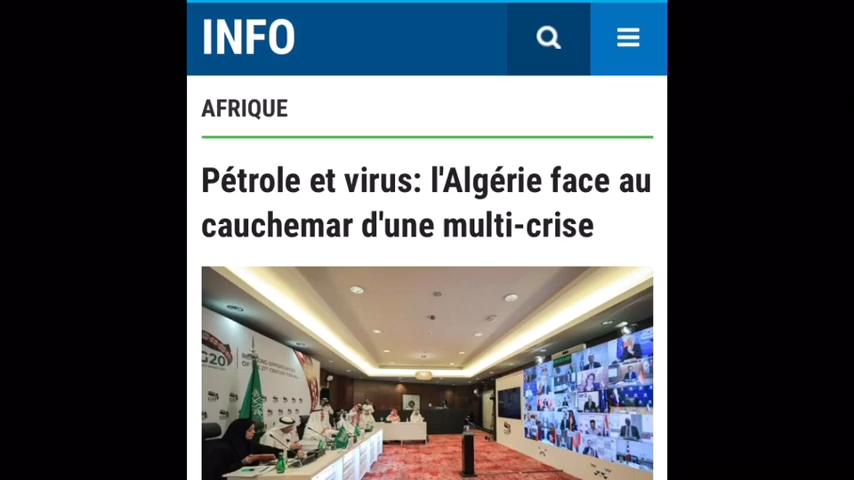 INFO
AFRIQUE
Pétrole et virus: l'Algérie face au
cauchemar d'une multi-crise
G20